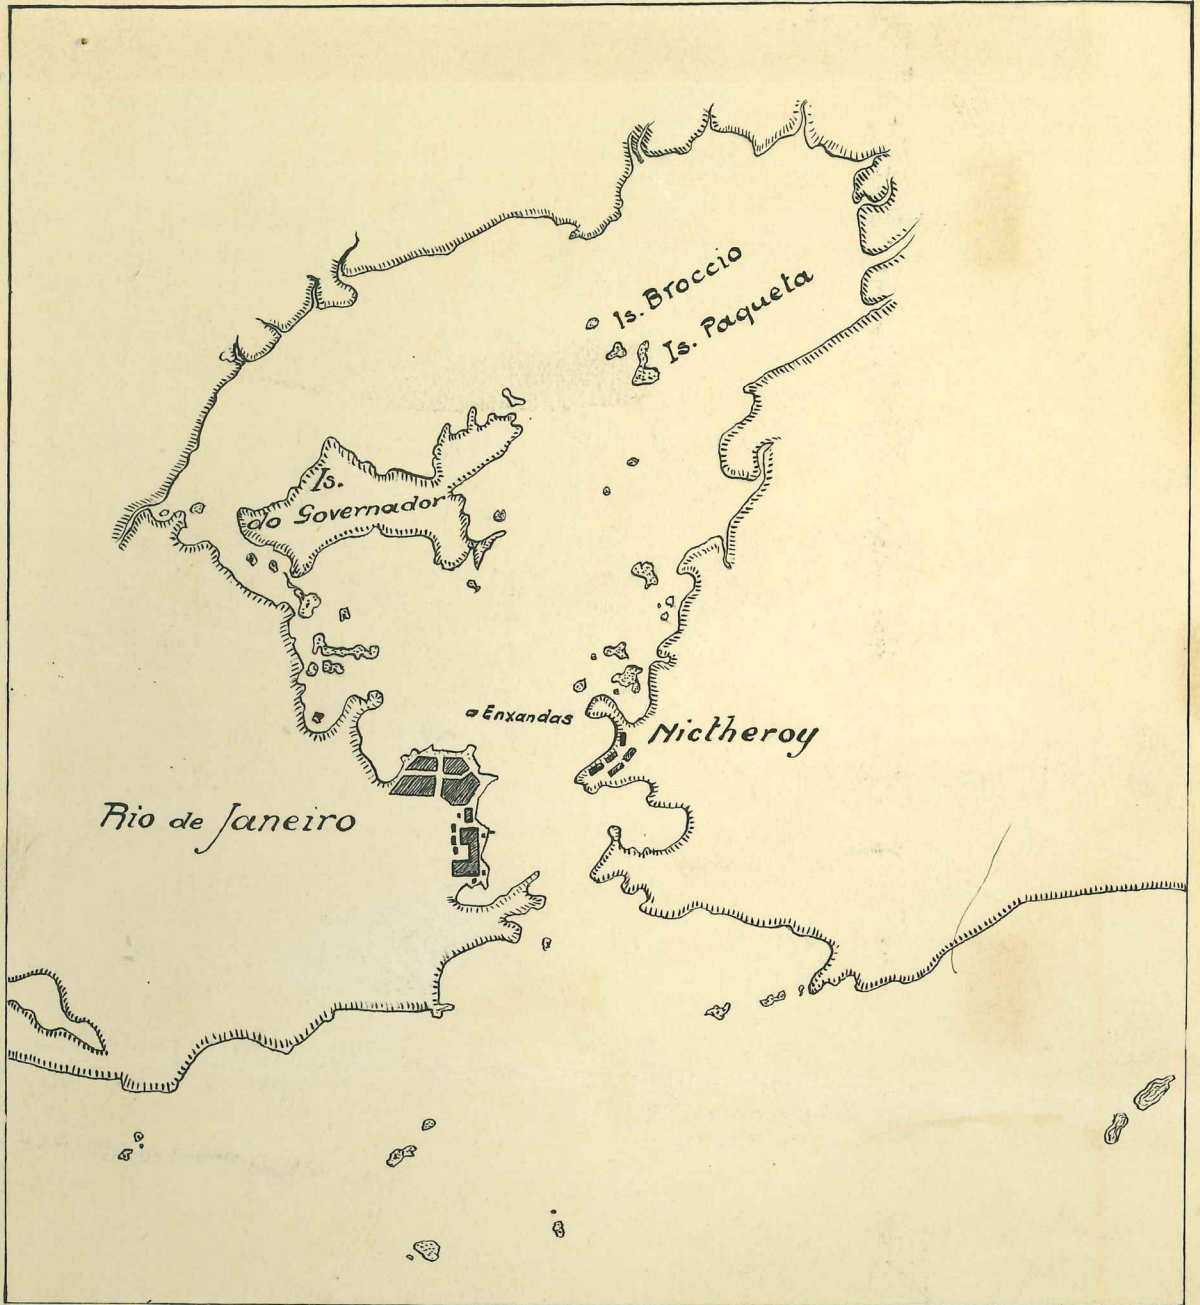 Is. Broccio
Is. Paqueta
Is.
do Governador
Enxandas
Nictheroy
Rio de Janeiro